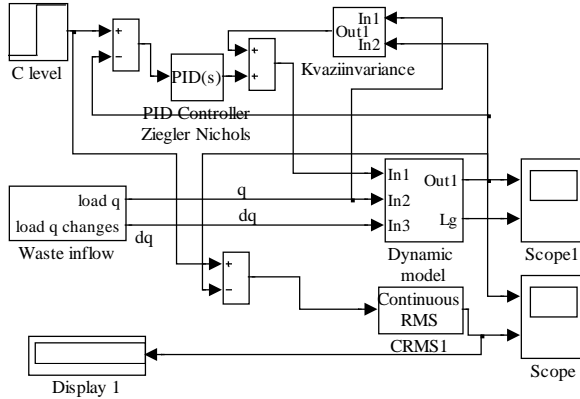 C level
+
−
PID(s)
PID Controller
Ziegler Nichols
+
+
In1
Out1
In2
Kvaziinvariance
load q
load q changes
Waste inflow
q
dq
dq
In1
In2
In3
Out1
Lg
Dynamic
model
Scope1
+
−
Continuous
RMS
CRMS1
Scope
Display 1